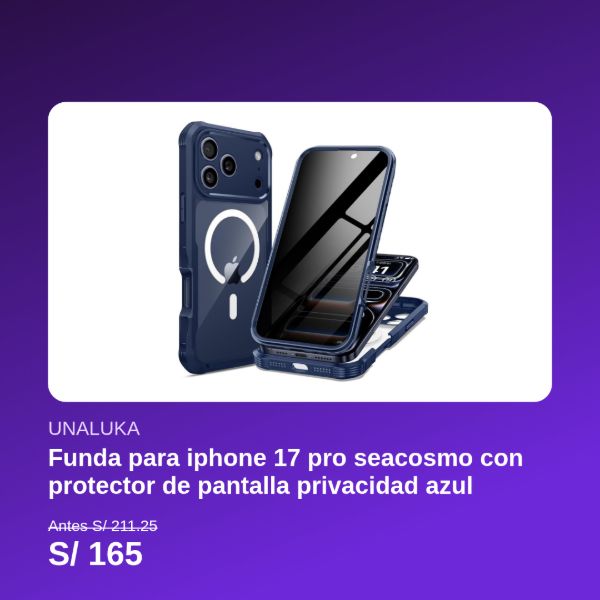 UNALUKA
Funda para iphone 17 pro seacosmo con
protector de pantalla privacidad azul
Antes S/ 211.25
S/ 165